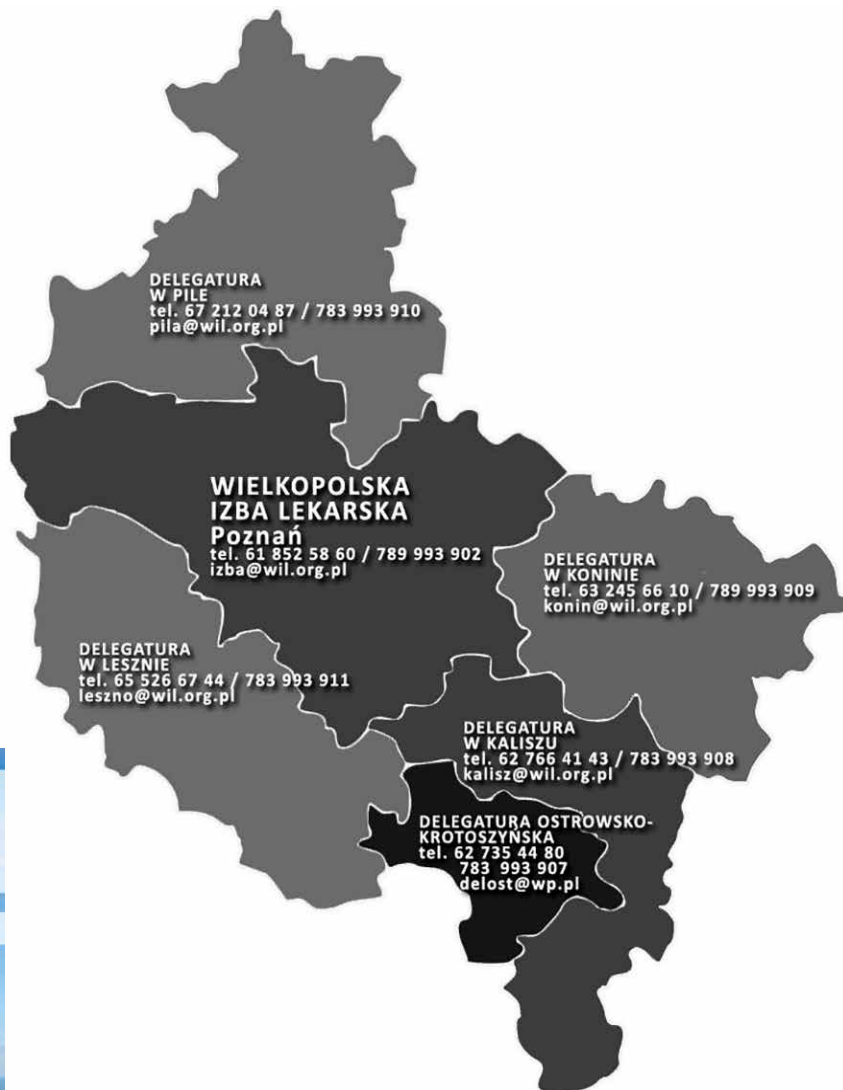 DELEGATURA
W PILE
tel. 67 212 04 87 / 783 993 910
pila@wil.org.pl
WIELKOPOLSKA
IZBA LEKARSKA
Poznań
tel. 61 852 58 60 / 789 993 902
izba@wil.org.pl
DELEGATURA
W KONINIE
tel. 63 245 66 10 / 789 993 909
konin@wil.org.pl
DELEGATURA
W LESZNIE
tel. 65 526 67 44 / 783 993 911
leszno@wil.org.pl
DELEGATURA
W KALISZU
tel. 62 766 41 43 / 783 993 908
kalisz@wil.org.pl
DELEGATURA OSTROWSKO-
KROTOSZYŃSKA
tel. 62 735 44 80
783 993 907
delost@wp.pl